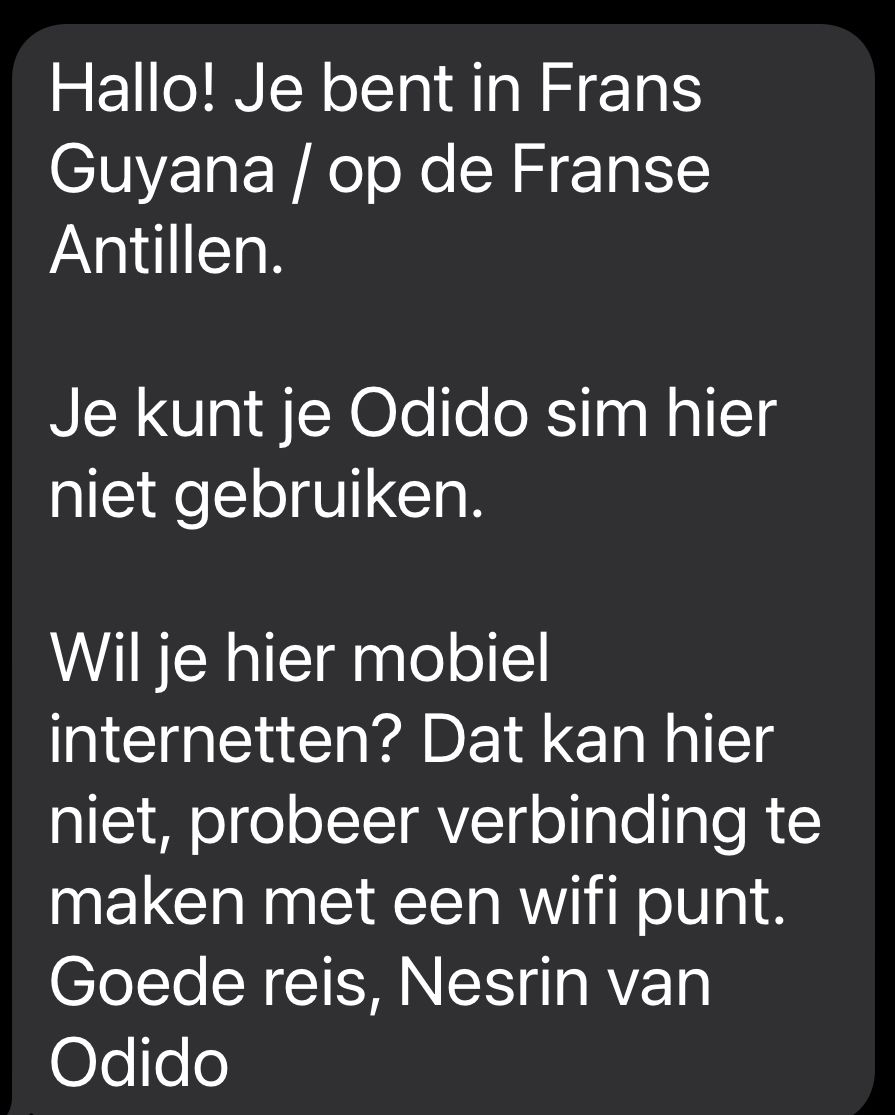 Hallo! Je bent in Frans
Guyana / op de Franse
Antillen.
Je kunt je Odido sim hier
niet gebruiken.
Wil je hier mobiel
internetten? Dat kan hier
niet, probeer verbinding te
maken met een wifi punt.
Goede reis, Nesrin van
Odido